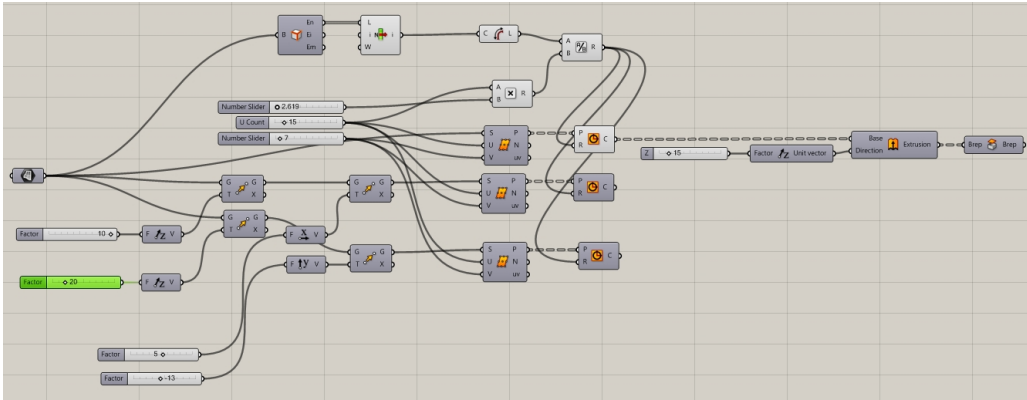 B
En
Ei
Em
L
i
W
i
C
L
A
B
R
A
B
R
Number Slider
2.619
U Count
15
Number Slider
7
S
U
V
P
N
uv
P
R
C
Z
15
Factor
Unit vector
Base
Direction
Extrusion
Brep
Brep
G
T
G
X
G
T
G
X
S
U
V
P
N
uv
P
R
C
G
T
G
X
Factor
10
F
V
F
V
S
U
V
P
N
uv
P
R
C
G
T
G
X
F
V
Factor
20
F
V
Factor
5
Factor
-13